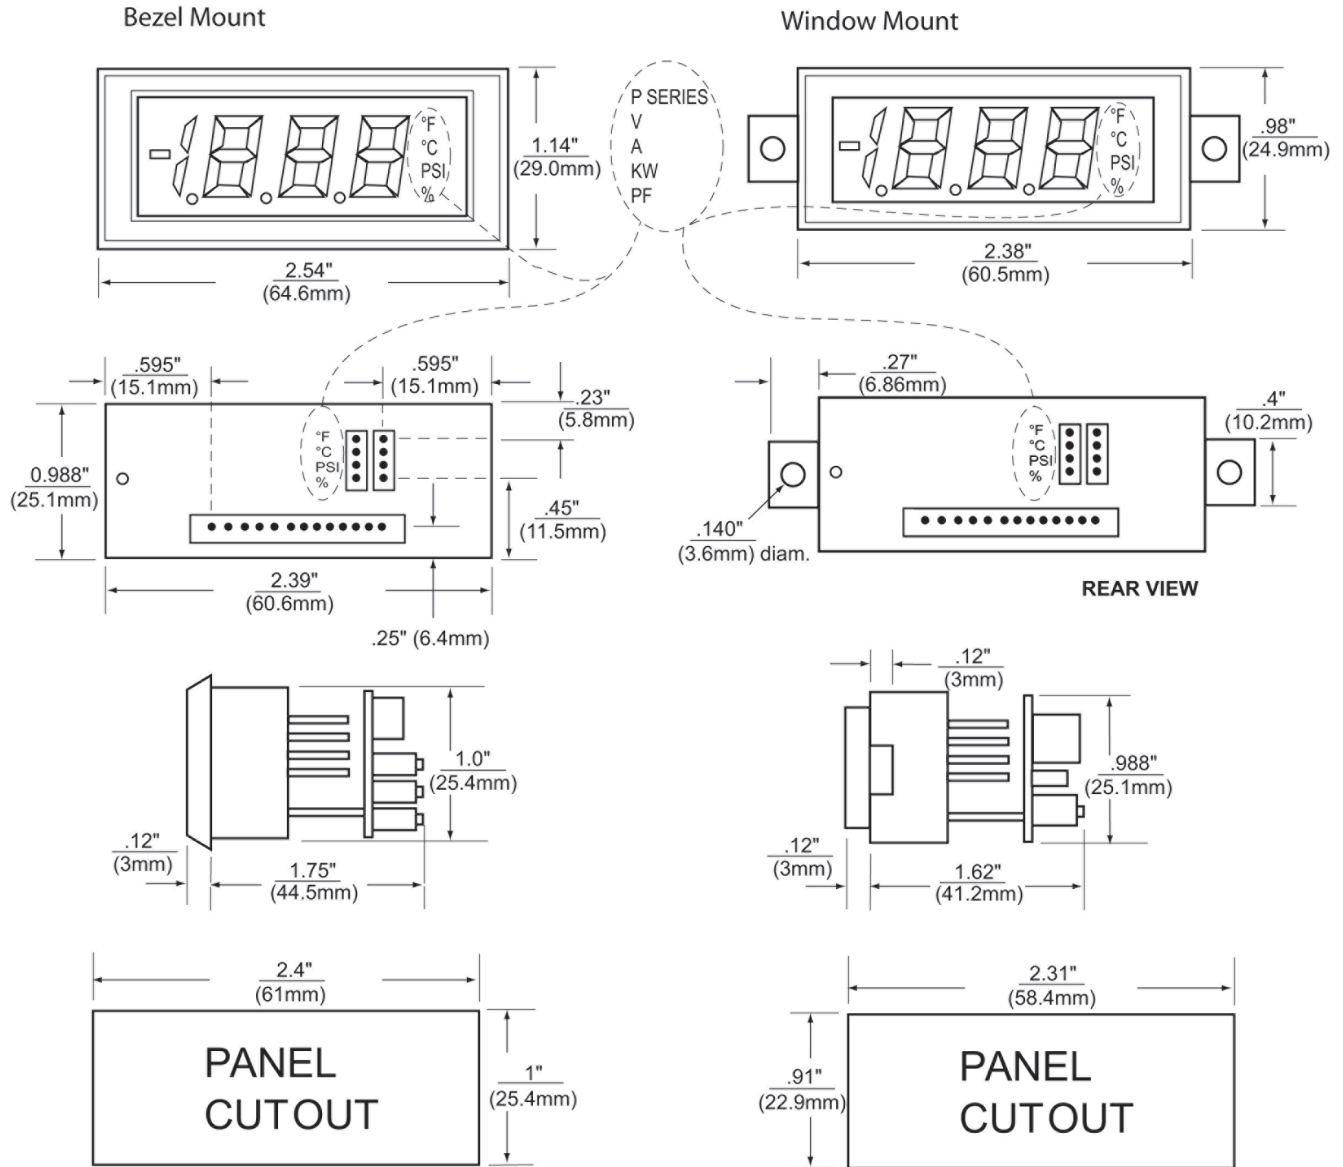 Bezel Mount
Window Mount
P SERIES
V
A
KW
PF
°F
°C
PSI
%
1.14"
(29.0mm)
2.54"
(64.6mm)
°F
°C
PSI
%
.98"
(24.9mm)
2.38"
(60.5mm)
.595"
(15.1mm)
.595"
(15.1mm)
.23"
(5.8mm)
0.988"
(25.1mm)
°F
°C
PSI
%
.45"
(11.5mm)
2.39"
(60.6mm)
.25" (6.4mm)
.27"
(6.86mm)
.4"
(10.2mm)
°F
°C
PSI
%
.140"
(3.6mm) diam.
REAR VIEW
1.0"
(25.4mm)
.12"
(3mm)
1.75"
(44.5mm)
.12"
(3mm)
.988"
(25.1mm)
.12"
(3mm)
1.62"
(41.2mm)
2.4"
(61mm)
PANEL
CUTOUT
1"
(25.4mm)
2.31"
(58.4mm)
.91"
(22.9mm)
PANEL
CUTOUT